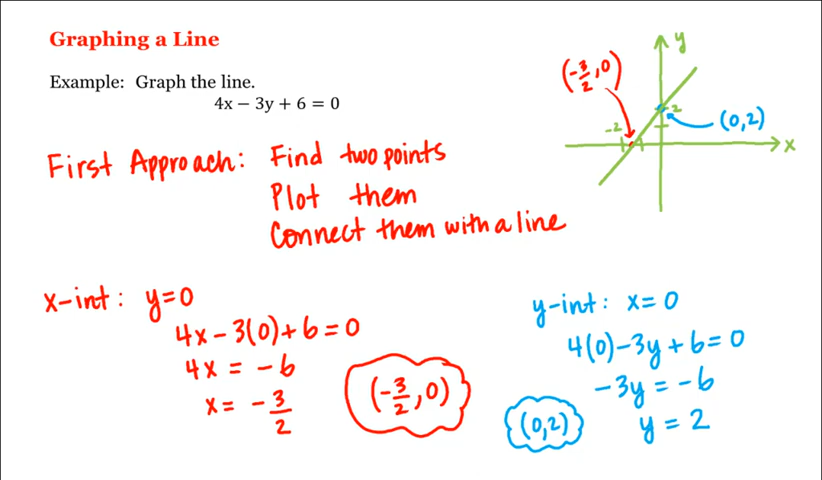 Graphing a Line
Example: Graph the line.
4x − 3y + 6 = 0
First Approach: Find two points
Plot them
Connect them with a line
y
(-3/2, 0)
2
(0,2)
-2
x
x-int: y=0
4x - 3(0) + 6 = 0
4x = -6
x = -3/2
(-3/2, 0)
y-int: x=0
4(0) - 3y + 6 = 0
-3y = -6
y = 2
(0,2)